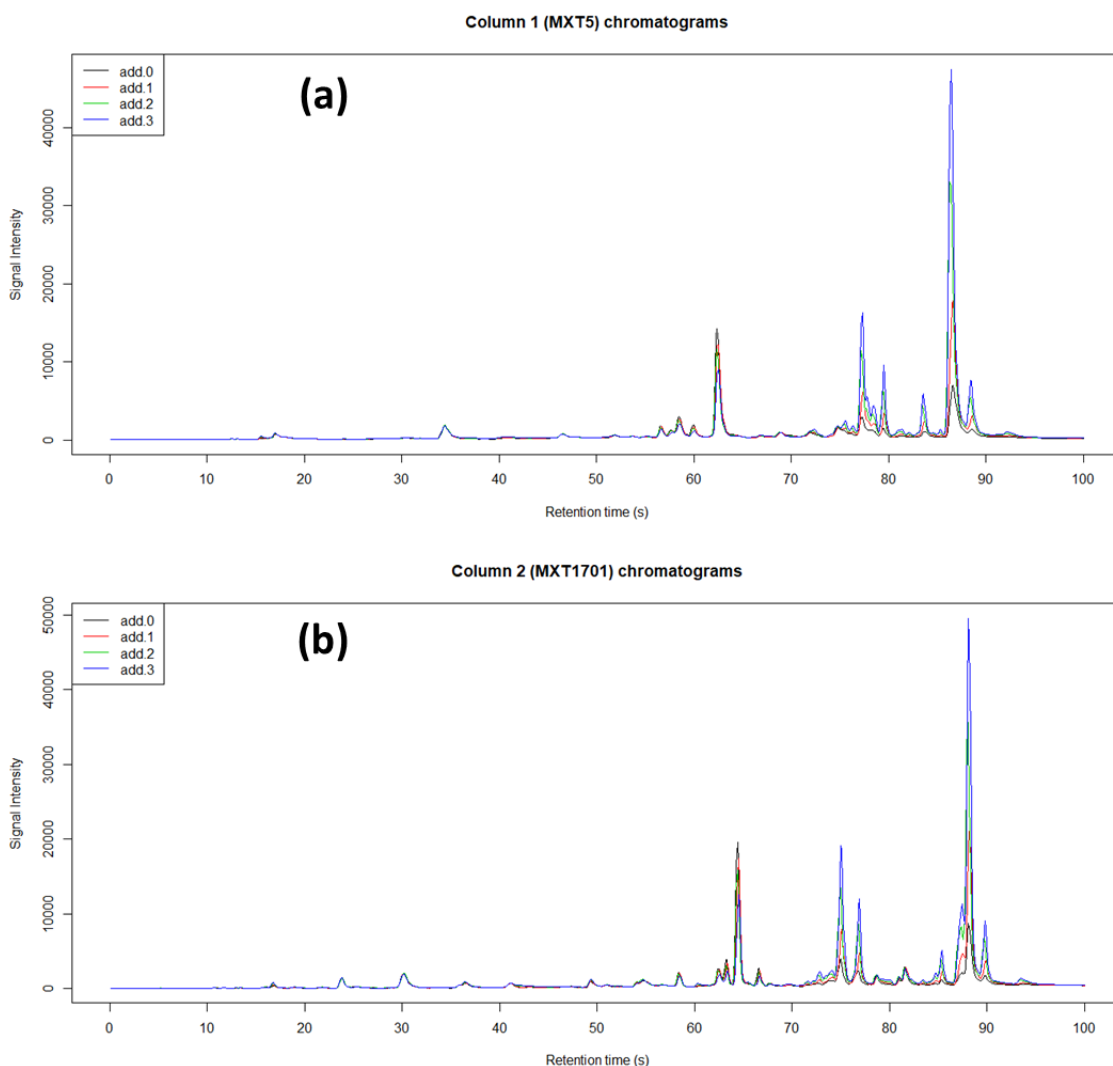 Column 1 (MXT5) chromatograms
add.0
add.1
add.2
add.3
(a)
Signal Intensity
0 10000 20000 30000 40000
0 10 20 30 40 50 60 70 80 90 100
Retention time (s)
Column 2 (MXT1701) chromatograms
add.0
add.1
add.2
add.3
(b)
Signal Intensity
0 10000 20000 30000 40000 50000
0 10 20 30 40 50 60 70 80 90 100
Retention time (s)